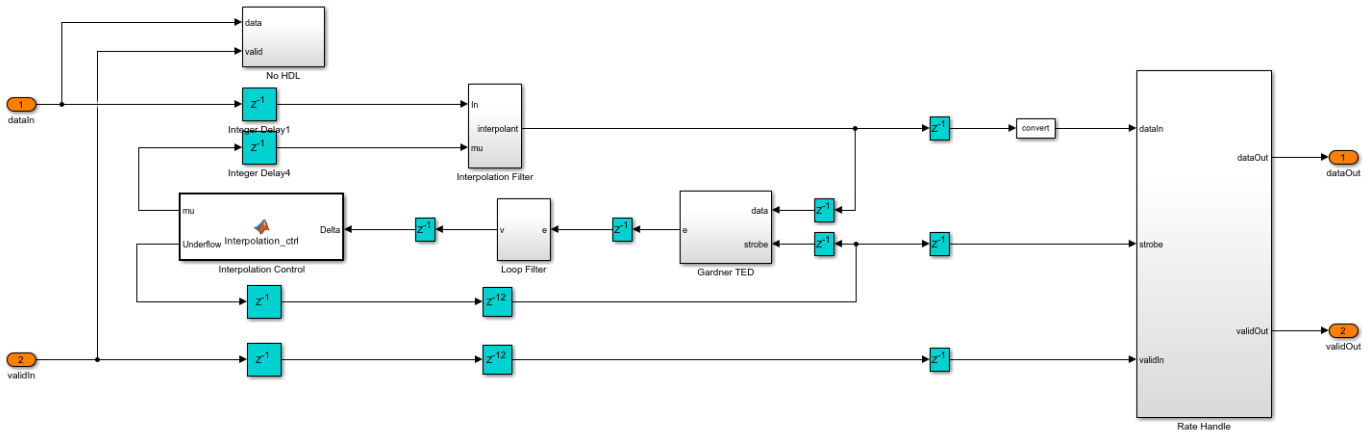 data
valid
No HDL
1
dataIn
z-1
Integer Delay1
z-1
Integer Delay4
In
interpolant
mu
Interpolation Filter
z-1
convert
dataIn
dataOut
1
dataOut
mu
Underflow
Interpolation_ctrl
Delta
Interpolation Control
z-1
v
e
Loop Filter
z-1
e
data
strobe
Gardner TED
z-1
z-1
z-1
strobe
z-1
z-12
2
validIn
z-1
z-12
z-1
validIn
validOut
2
validOut
Rate Handle